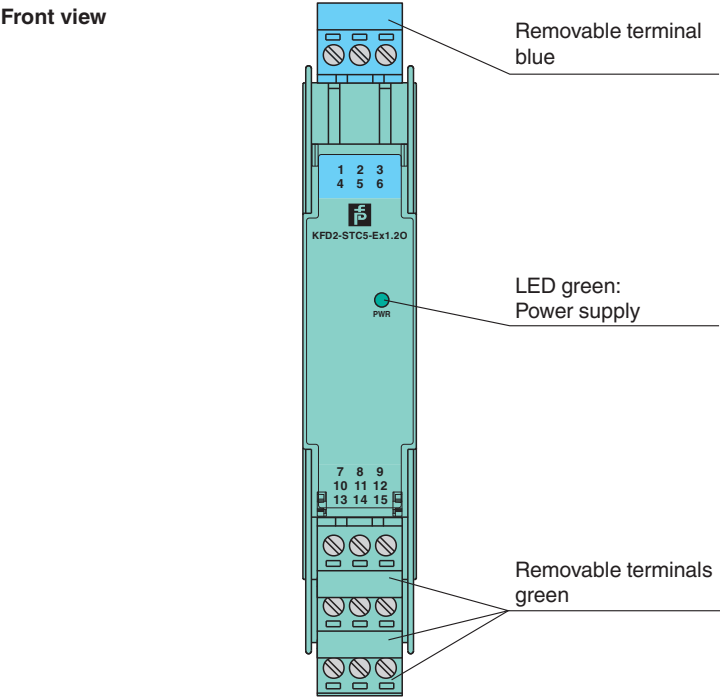 Front view
Removable terminal
blue
1 2 3
4 5 6
KFD2-STC5-Ex1.2O
LED green:
Power supply
PWR
7 8 9
10 11 12
13 14 15
Removable terminals
green